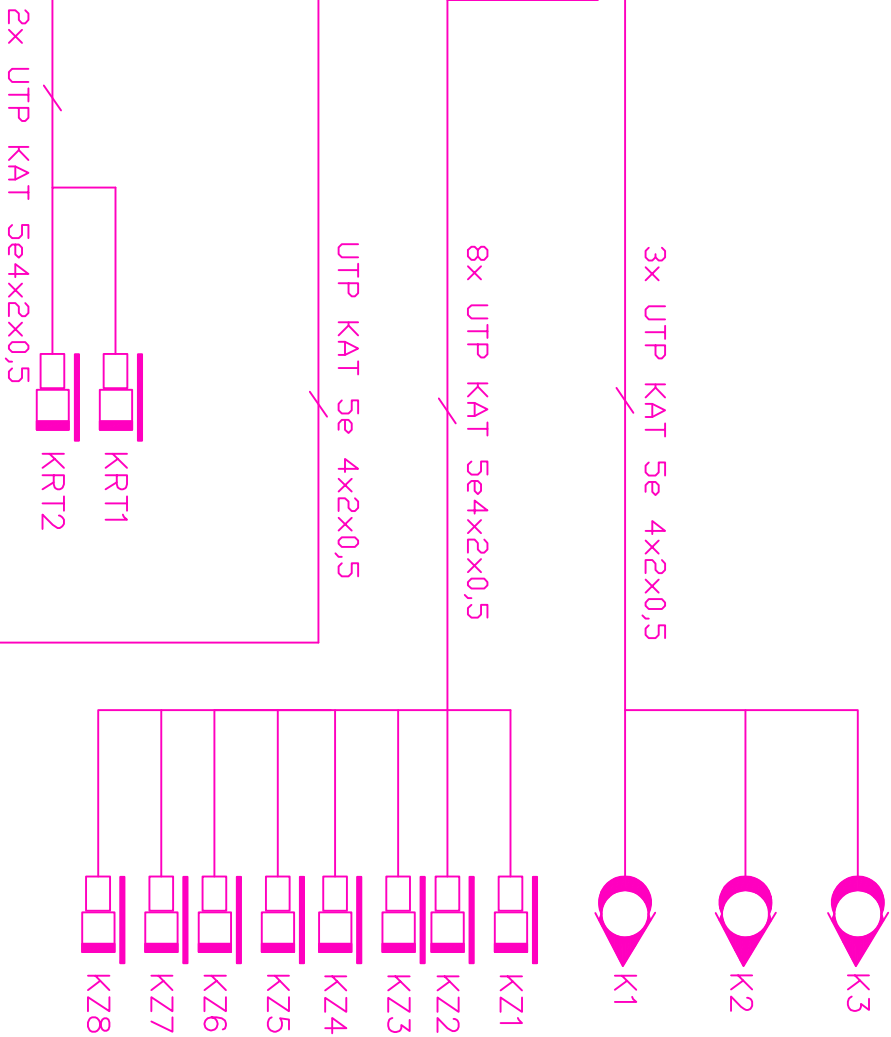 3x UTP KAT 5e 4x2x0,5
8x UTP KAT 5e4x2x0,5
UTP KAT 5e 4x2x0,5
2x UTP KAT 5e4x2x0,5
KRT1
KRT2
K3
K2
K1
KZ1
KZ2
KZ3
KZ4
KZ5
KZ6
KZ7
KZ8